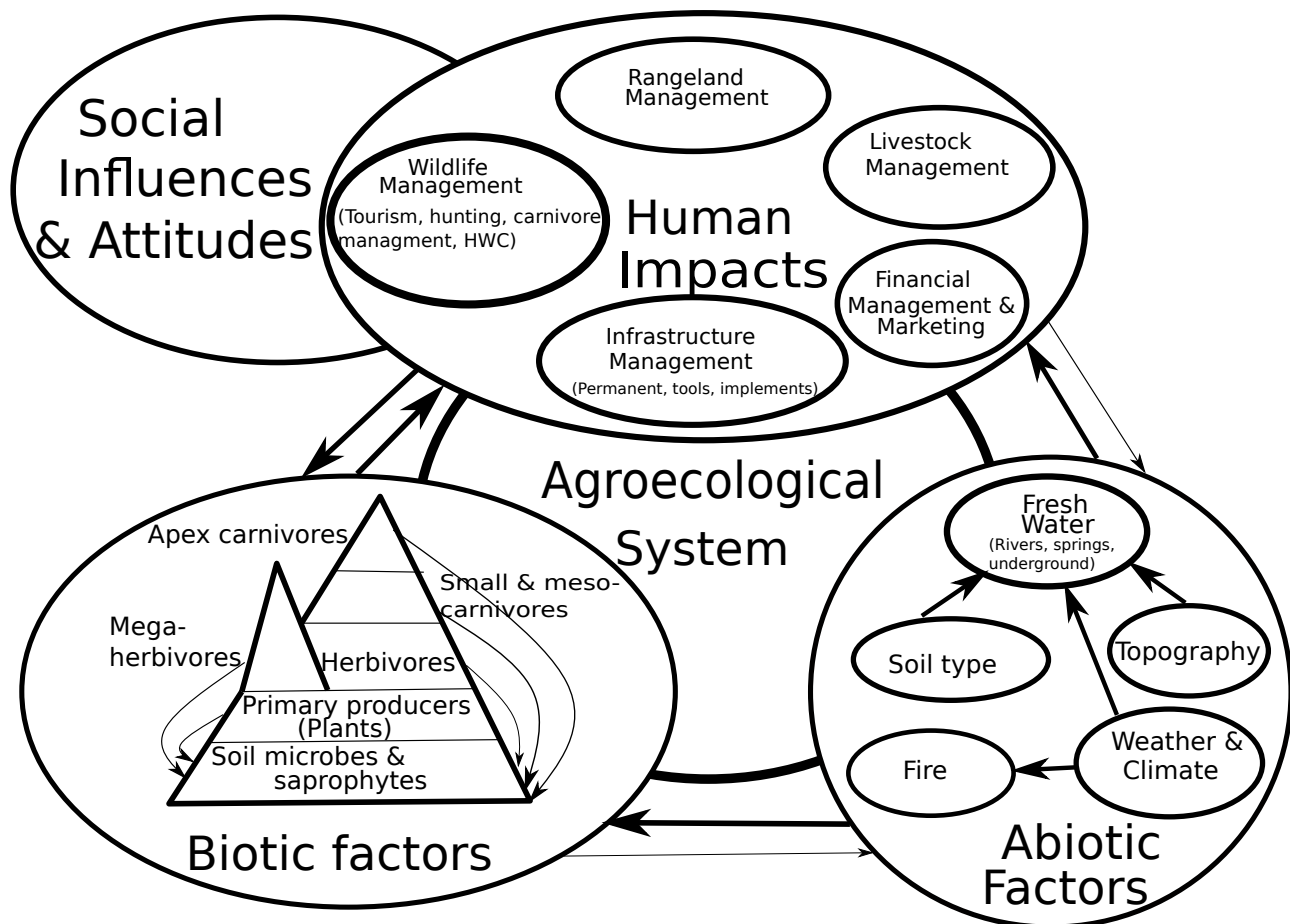 Social
Influences
& Attitudes
Rangeland
Management
Livestock
Management
Wildlife
Management
(Tourism, hunting, carnivore
managment, HWC)
Human
Impacts
Financial
Management &
Marketing
Infrastructure
Management
(Permanent, tools, implements)
Agroecological
System
Apex carnivores
Small & meso-
carnivores
Mega-
herbivores
Herbivores
Primary producers
(Plants)
Soil microbes &
saprophytes
Biotic factors
Fresh
Water
(Rivers, springs,
underground)
Soil type
Topography
Fire
Weather &
Climate
Abiotic
Factors